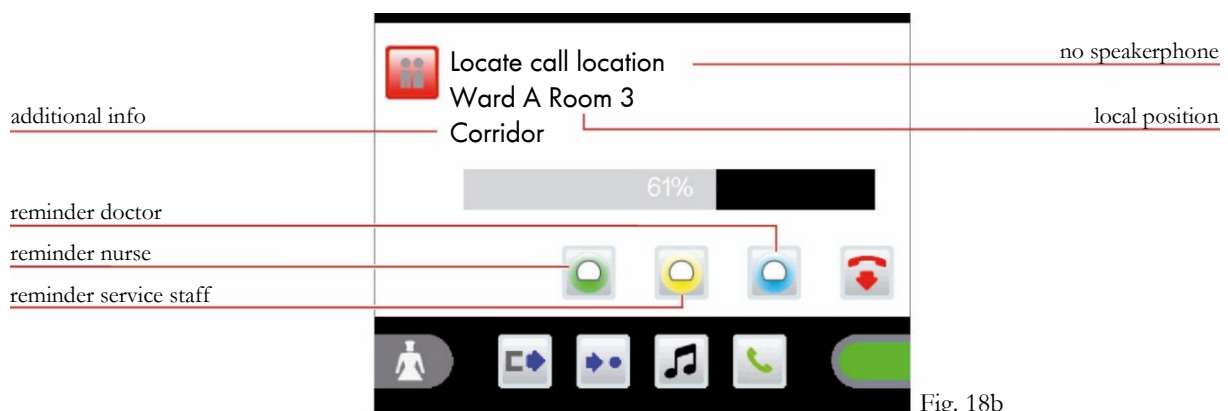 Locate call location
no speakerphone
Ward A Room 3
additional info
local position
Corridor
61%
reminder doctor
reminder nurse
reminder service staff
Fig. 18b